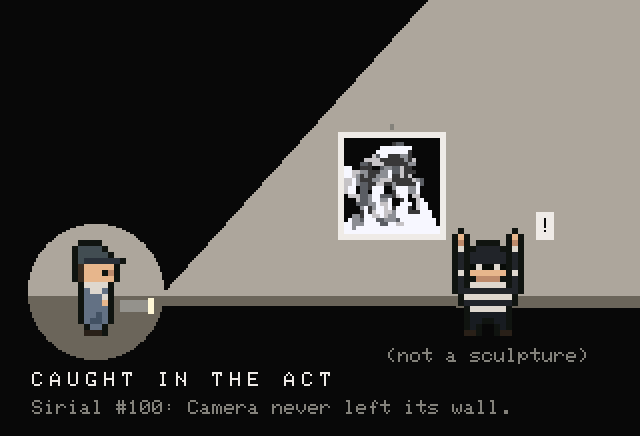 !
(not a sculpture)
CAUGHT IN THE ACT
Sirial #100: Camera never left its wall.